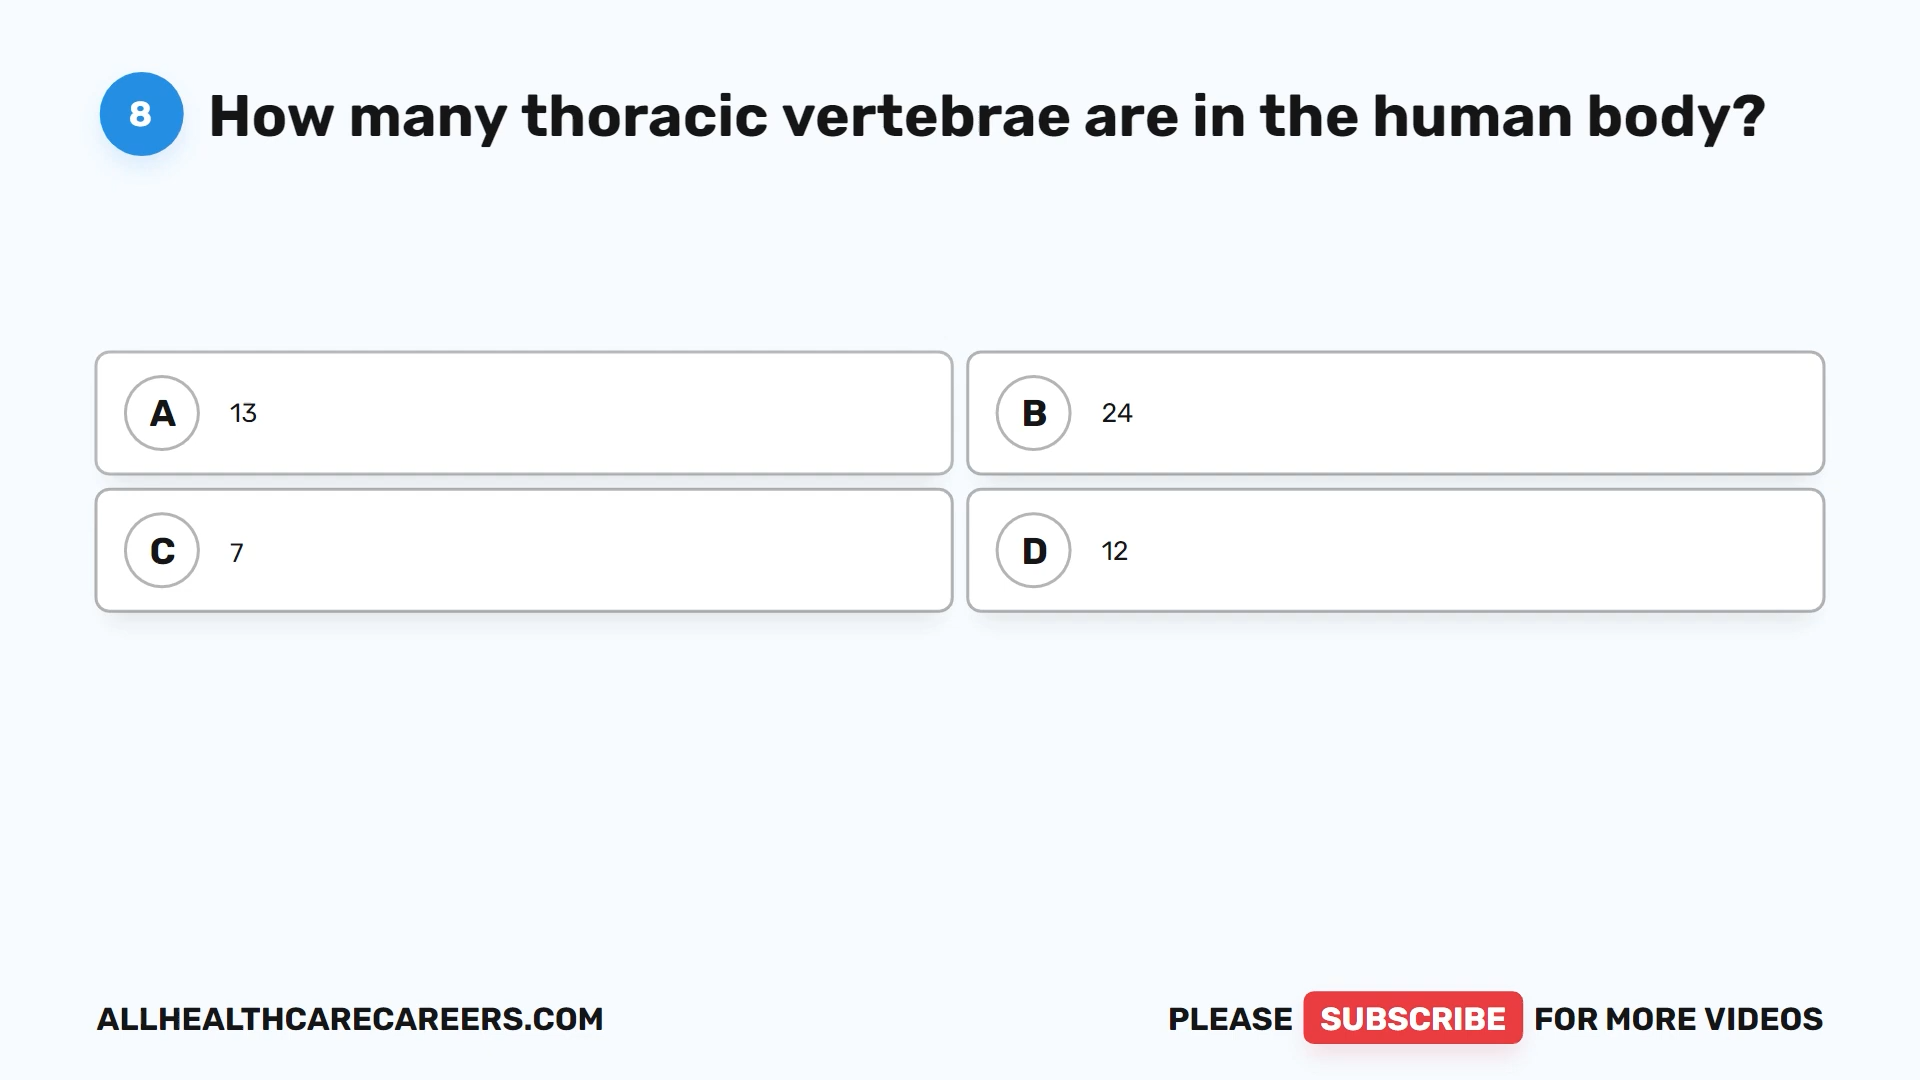 8 How many thoracic vertebrae are in the human body?
A 13
B 24
C 7
D 12
ALLHEALTHCARECAREERS.COM
PLEASE SUBSCRIBE FOR MORE VIDEOS